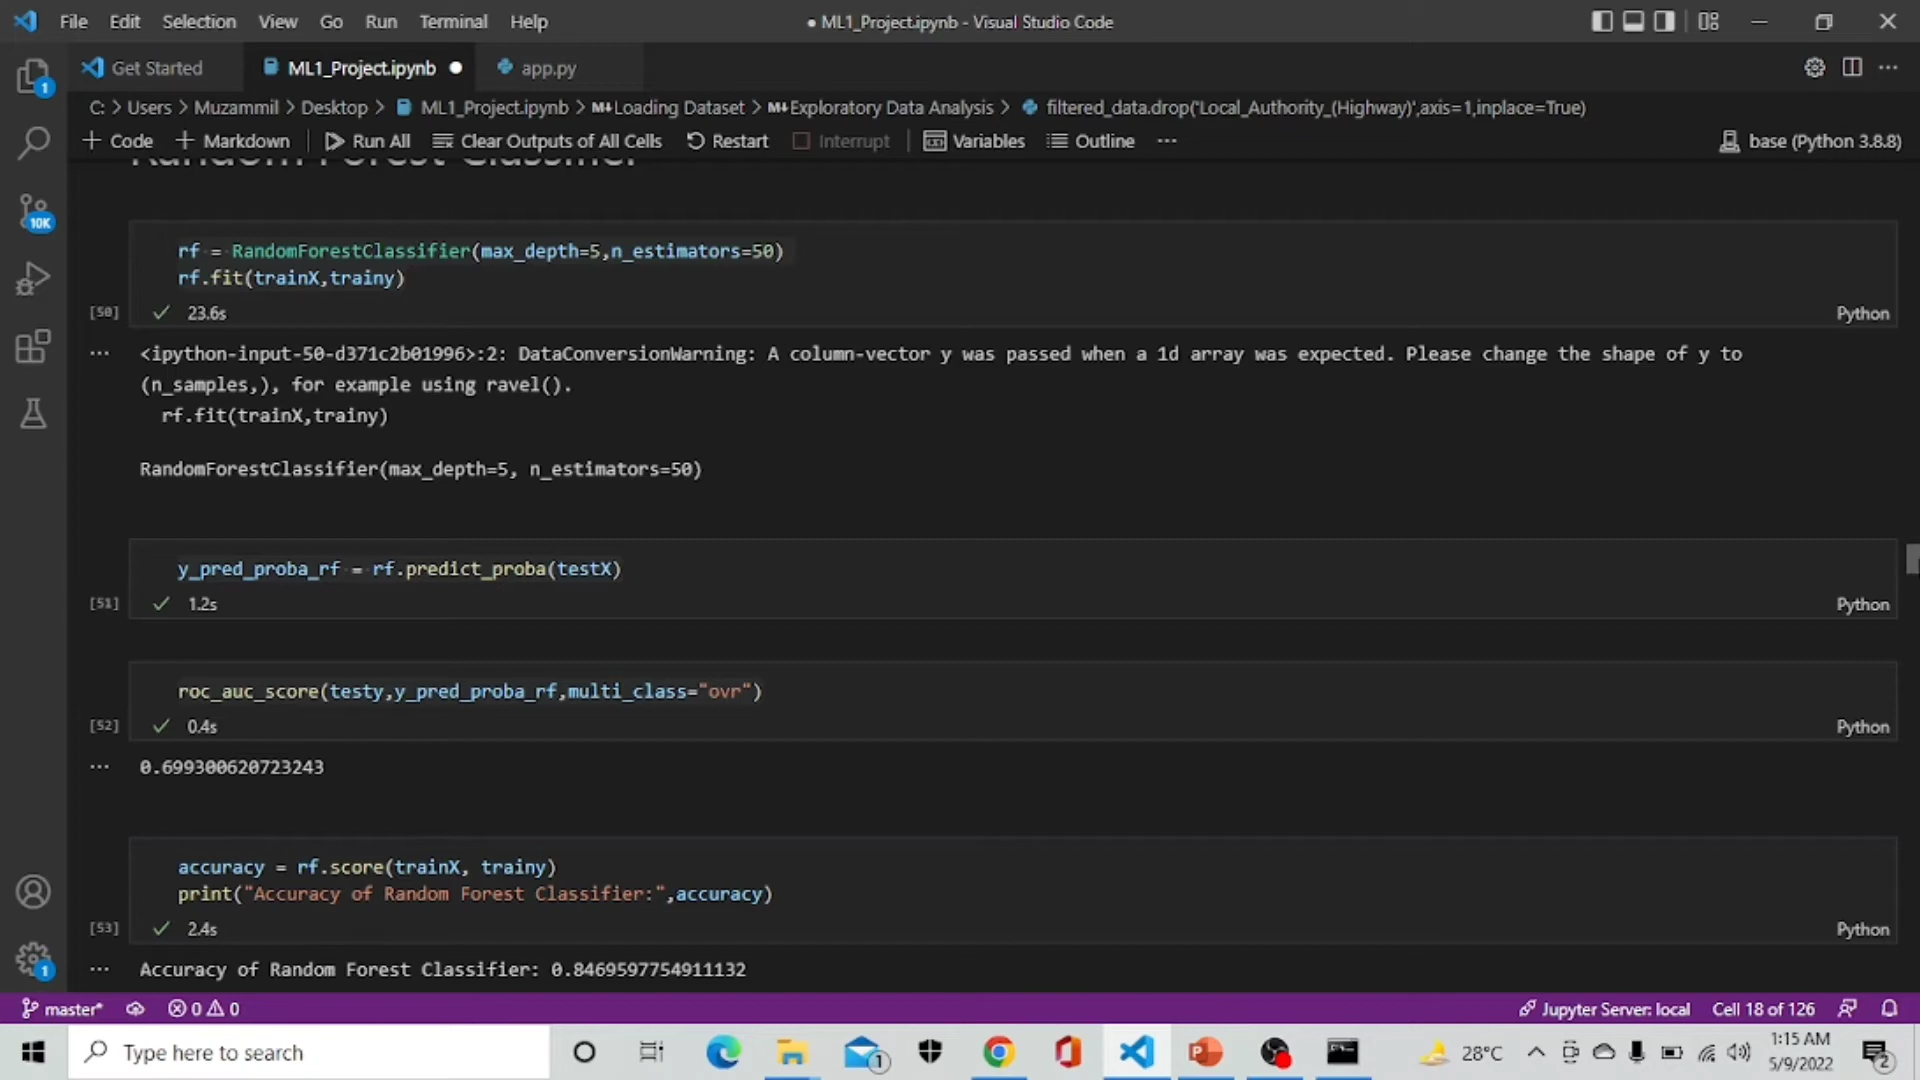 File Edit Selection View Go Run Terminal Help
● ML1_Project.ipynb - Visual Studio Code
Get Started
ML1_Project.ipynb ●
app.py
C: > Users > Muzammil > Desktop > ML1_Project.ipynb > M↓Loading Dataset > M↓Exploratory Data Analysis > filtered_data.drop('Local_Authority_(Highway)',axis=1,inplace=True)
+ Code + Markdown Run All Clear Outputs of All Cells Restart Interrupt Variables Outline ···
base (Python 3.8.8)
1
10K
Random Forest Classifier
rf = RandomForestClassifier(max_depth=5,n_estimators=50)
rf.fit(trainX,trainy)
[50] ✓ 23.6s Python
<ipython-input-50-d371c2b01996>:2: DataConversionWarning: A column-vector y was passed when a 1d array was expected. Please change the shape of y to
(n_samples,), for example using ravel().
rf.fit(trainX,trainy)
RandomForestClassifier(max_depth=5, n_estimators=50)
y_pred_proba_rf = rf.predict_proba(testX)
[51] ✓ 1.2s Python
roc_auc_score(testy,y_pred_proba_rf,multi_class="ovr")
[52] ✓ 0.4s Python
0.699300620723243
accuracy = rf.score(trainX, trainy)
print("Accuracy of Random Forest Classifier:",accuracy)
[53] ✓ 2.4s Python
Accuracy of Random Forest Classifier: 0.8469597754911132
1
master* 0 0
Jupyter Server: local Cell 18 of 126
Type here to search
1
28°C
1:15 AM
5/9/2022
2